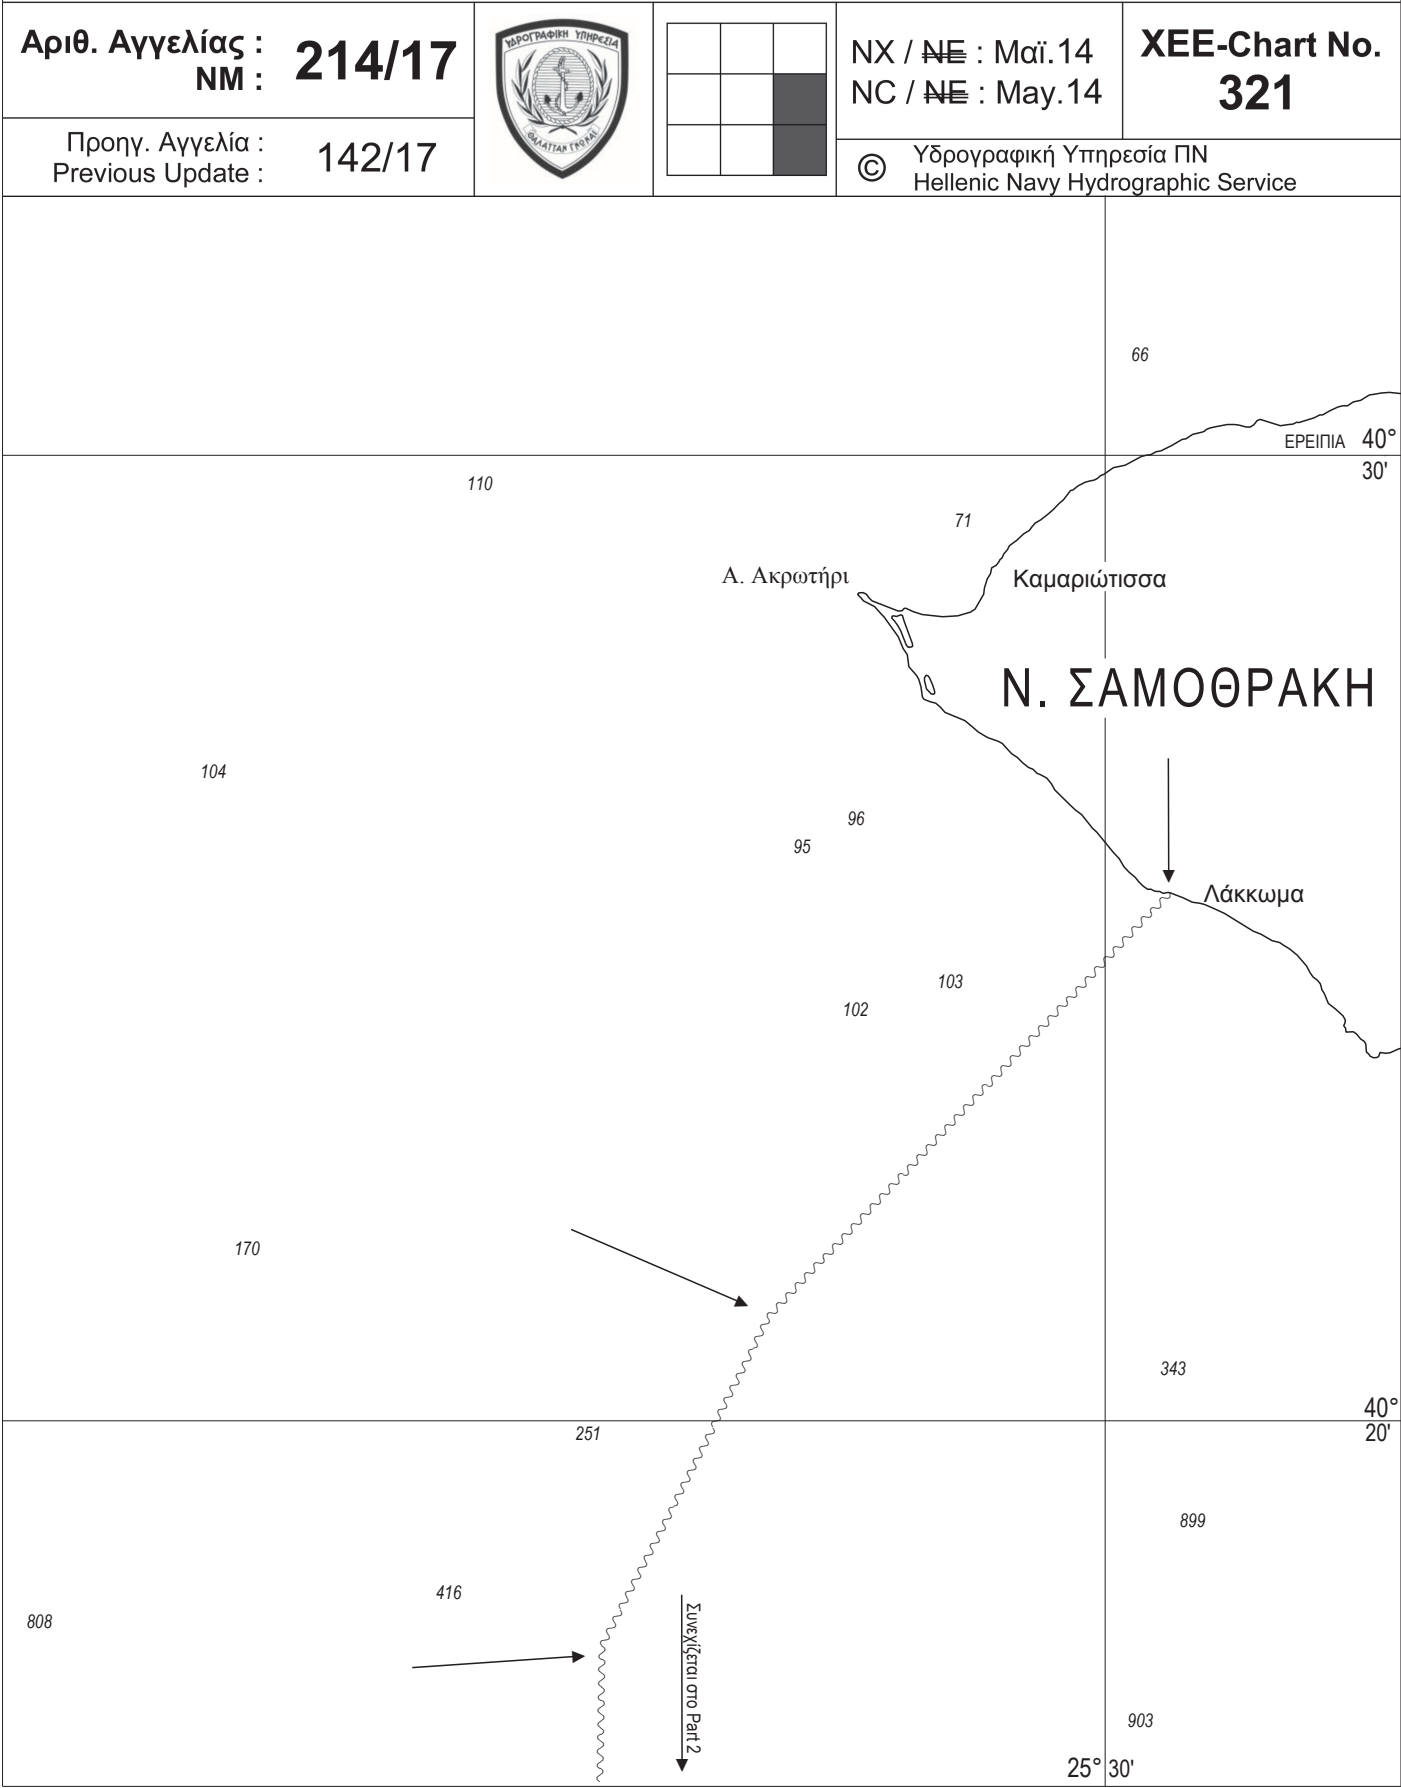 Αριθ. Αγγελίας :
NM :
214/17
Προηγ. Αγγελία :
Previous Update :
142/17
ΥΔΡΟΓΡΑΦΙΚΗ ΥΠΗΡΕΣΙΑ
NX / NE : Μαϊ.14
NC / NE : May.14
XEE-Chart No.
321
© Υδρογραφική Υπηρεσία ΠΝ
Hellenic Navy Hydrographic Service
66
ΕΡΕΙΠΙΑ 40°
30'
110
71
Α. Ακρωτήρι
Καμαριώτισσα
Ν. ΣΑΜΟΘΡΑΚΗ
104
96
95
Λάκκωμα
103
102
170
343
40°
20'
251
899
416
808
Συνεχίζεται στο Part 2
903
25° 30'